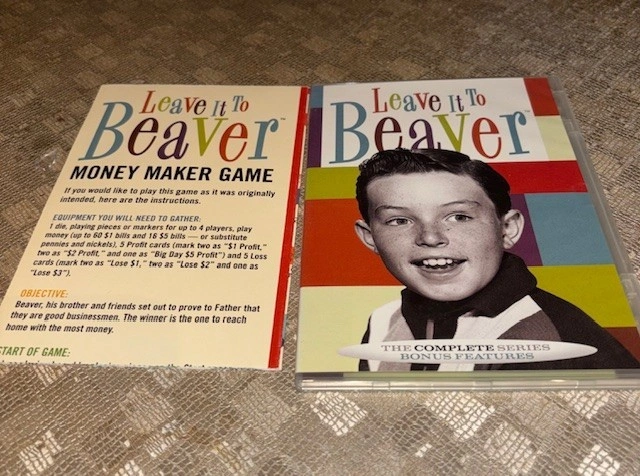 Leave It To
Beaver™
MONEY MAKER GAME
If you would like to play this game as it was originally
intended, here are the instructions.
EQUIPMENT YOU WILL NEED TO GATHER:
1 die, playing pieces or markers for up to 4 players, play
money (up to 60 $1 bills and 16 $5 bills — or substitute
pennies and nickels), 5 Profit cards (mark two as "$1 Profit,"
two as "$2 Profit," and one as "Big Day $5 Profit") and 5 Loss
cards (mark two as "Lose $1," two as "Lose $2" and one as
"Lose $3").
OBJECTIVE:
Beaver, his brother and friends set out to prove to Father that
they are good businessmen. The winner is the one to reach
home with the most money.
START OF GAME:
Leave It To
Beaver™
THE COMPLETE SERIES
BONUS FEATURES